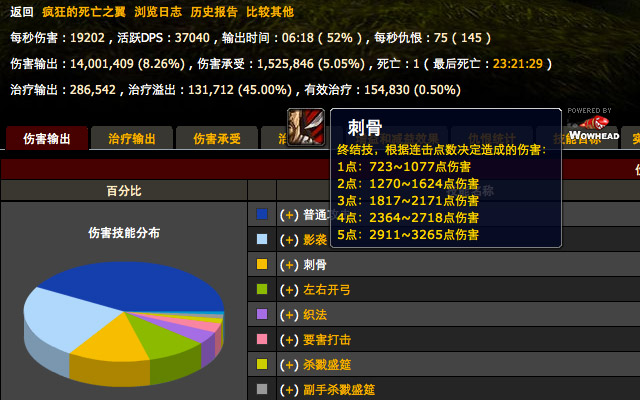 返回 疯狂的死亡之翼 浏览日志 历史报告 比较其他
每秒伤害：19202，活跃DPS：37040，输出时间：06:18 ( 52% )，每秒仇恨：75 ( 145 )
伤害输出：14,001,409 (8.26%)，伤害承受：1,525,846 (5.05%)，死亡：1 ( 最后死亡：23:21:29 )
治疗输出：286,542，治疗溢出：131,712 (45.00%)，有效治疗：154,830 (0.50%)
POWERED BY
WOWHEAD
伤害输出 治疗输出 伤害承受
刺骨
终结技，根据连击点数决定造成的伤害：
1点：723~1077点伤害
2点：1270~1624点伤害
3点：1817~2171点伤害
4点：2364~2718点伤害
5点：2911~3265点伤害
百分比
伤害技能分布
(+) 普通攻
(+) 影袭
(+) 刺骨
(+) 左右开弓
(+) 织法
(+) 要害打击
(+) 杀戮盛筵
(+) 副手杀戮盛筵